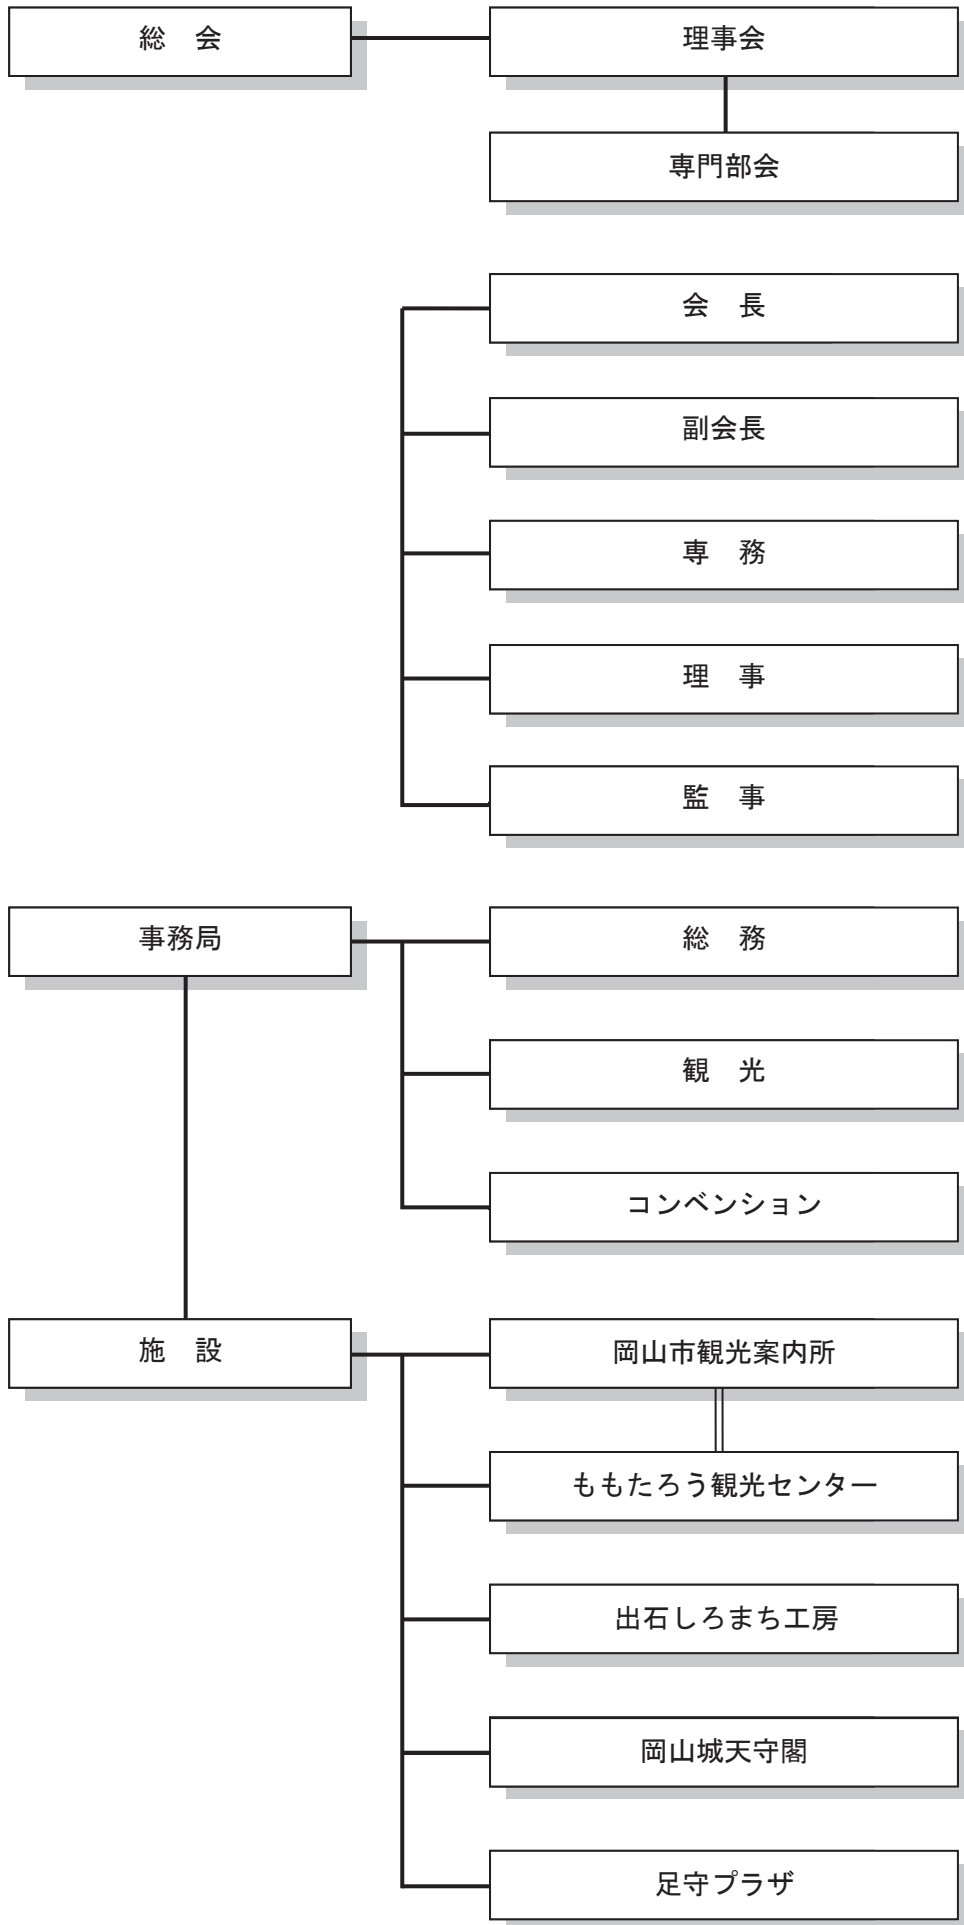 総　会
理事会
専門部会
会　長
副会長
専　務
理　事
監　事
事務局
総　務
観　光
コンベンション
施　設
岡山市観光案内所
ももたろう観光センター
出石しろまち工房
岡山城天守閣
足守プラザ